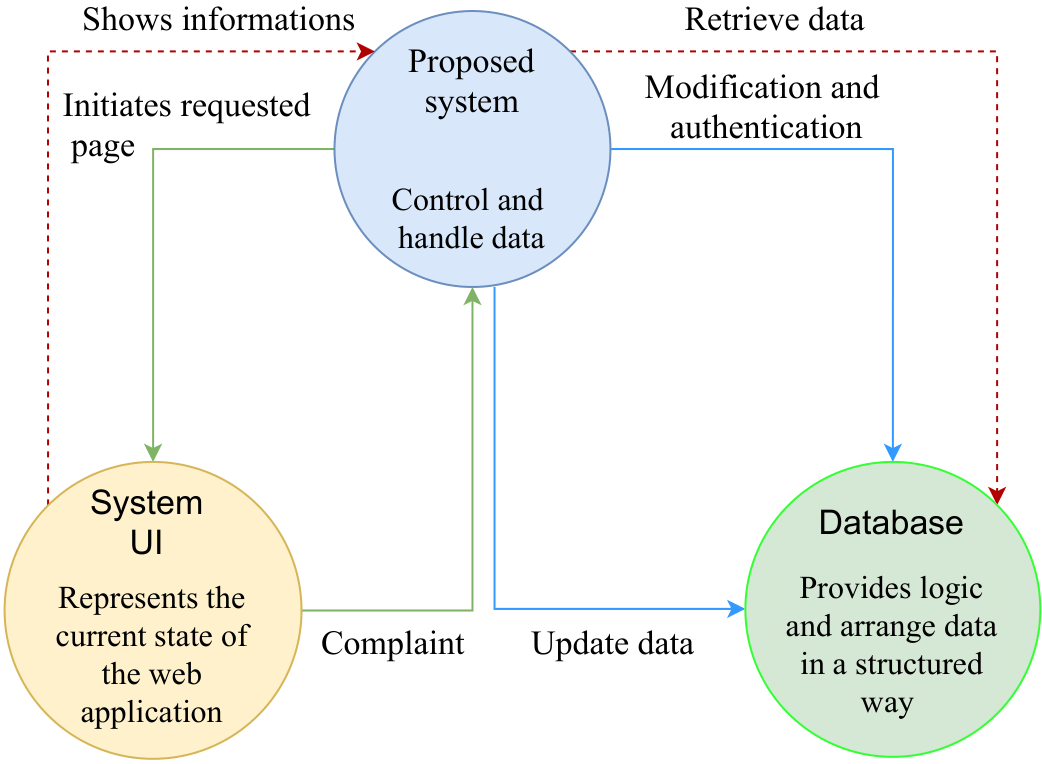 Shows informations
Retrieve data
Proposed
system
Initiates requested
page
Modification and
authentication
Control and
handle data
System
UI
Represents the
current state of
the web
application
Complaint
Update data
Database
Provides logic
and arrange data
in a structured
way